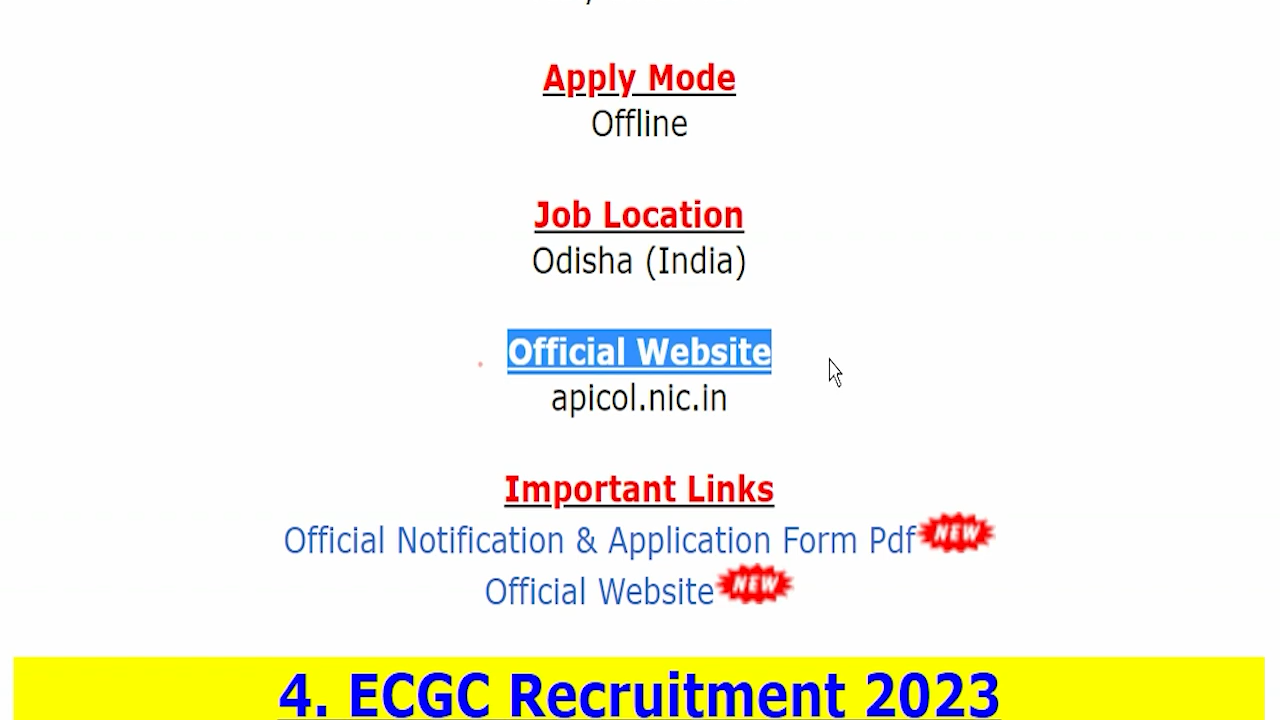 Apply Mode
Offline
Job Location
Odisha (India)
Official Website
apicol.nic.in
Important Links
Official Notification & Application Form Pdf NEW
Official Website NEW
4. ECGC Recruitment 2023